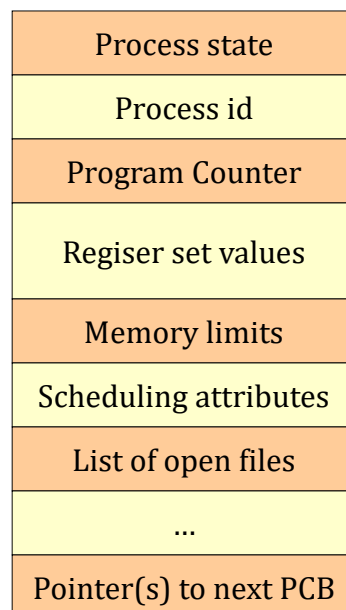 Process state
Process id
Program Counter
Regiser set values
Memory limits
Scheduling attributes
List of open files
...
Pointer(s) to next PCB